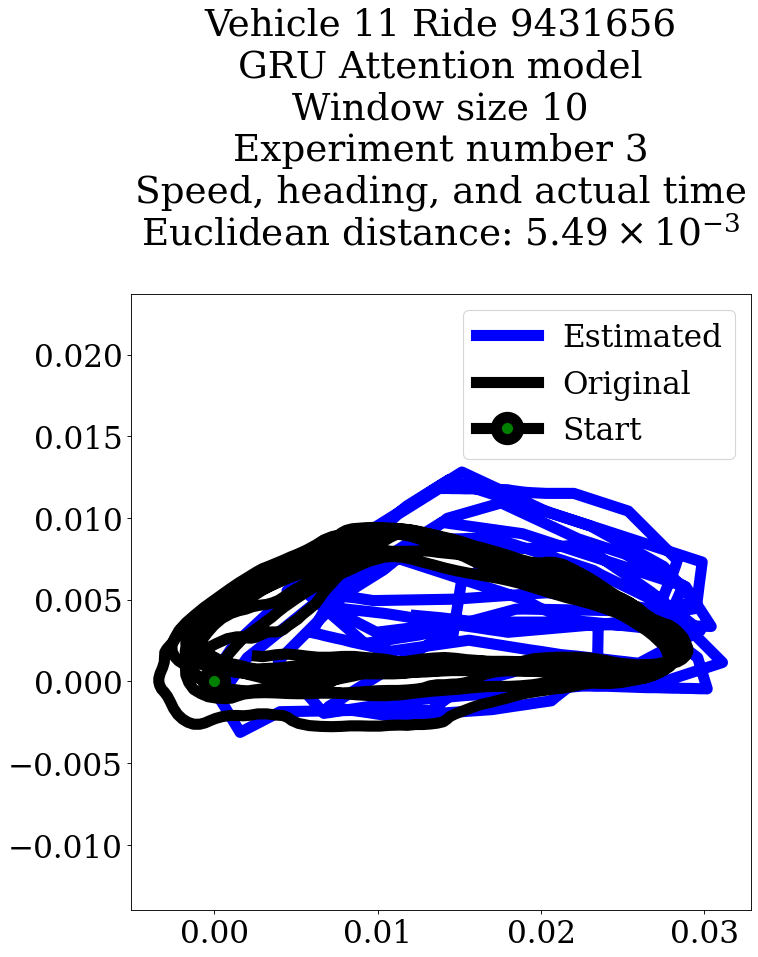 Vehicle 11 Ride 9431656
GRU Attention model
Window size 10
Experiment number 3
Speed, heading, and actual time
Euclidean distance: 5.49 × 10⁻³
Estimated
Original
Start
0.020
0.015
0.010
0.005
0.000
−0.005
−0.010
0.00 0.01 0.02 0.03